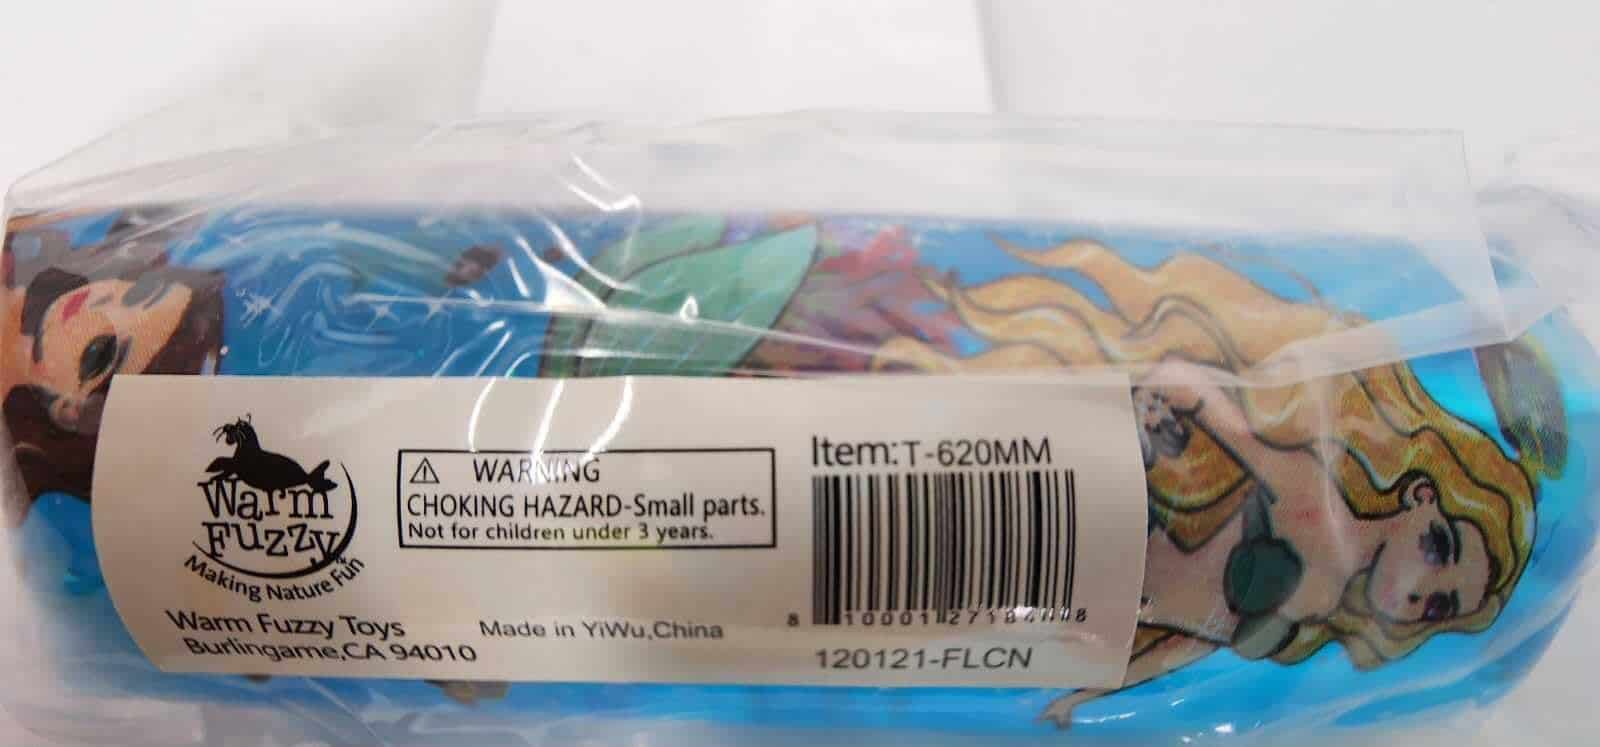 Warm
Fuzzy
Making Nature Fun
Warm Fuzzy Toys
Burlingame,CA 94010
⚠ WARNING
CHOKING HAZARD-Small parts.
Not for children under 3 years.
Made in YiWu,China
Item:T-620MM
120121-FLCN